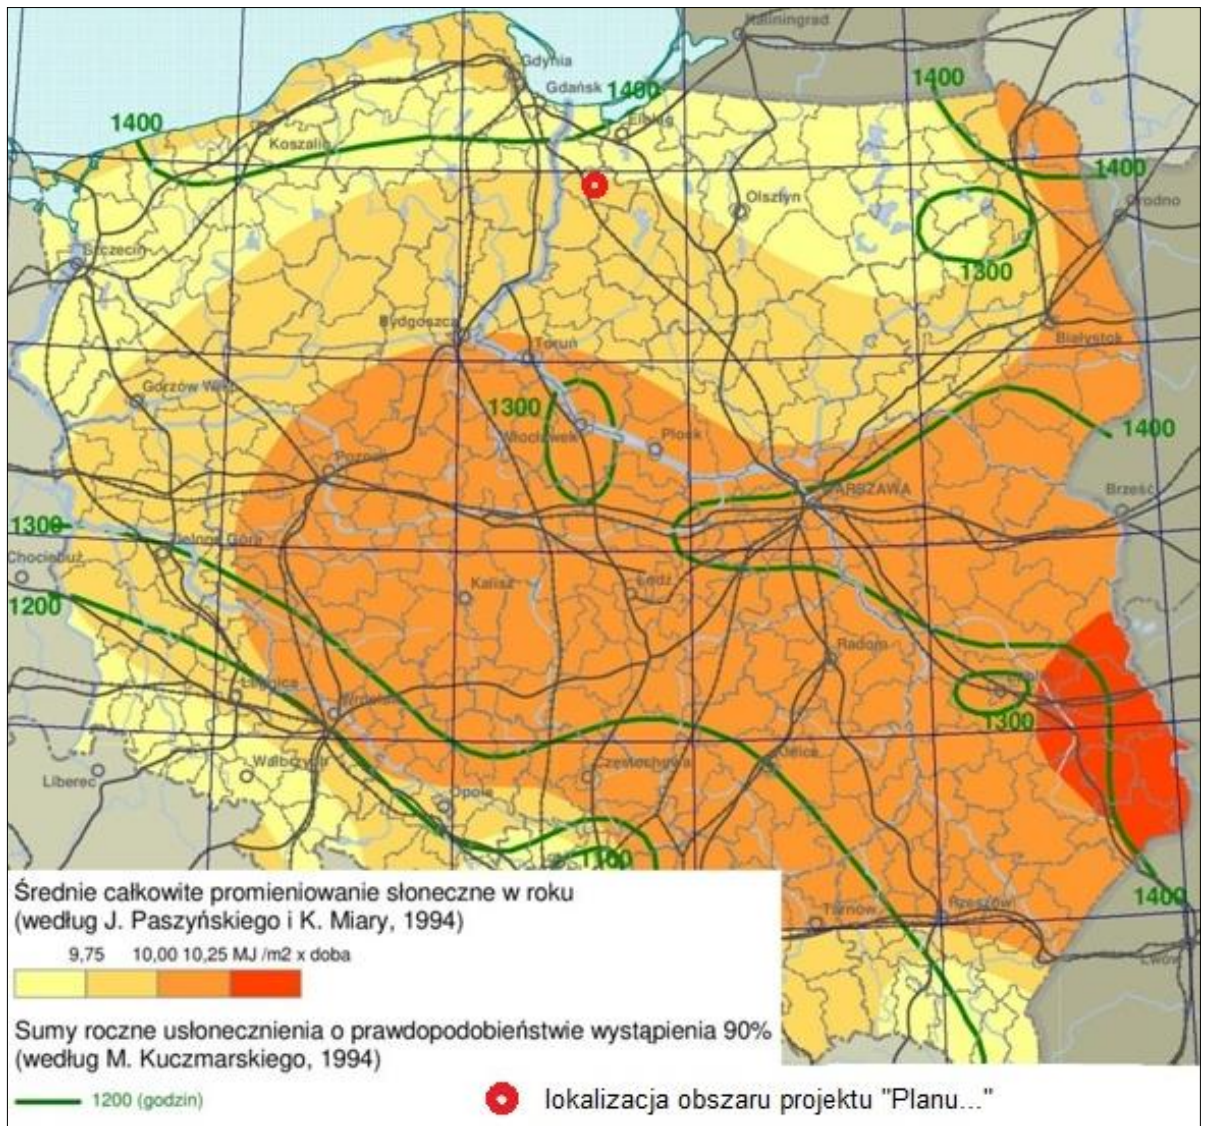 Kaliningrad
Gdynia
1400
Gdańsk
1400
1400
Elbląg
Koszalin
1400
Olsztyn
Grodno
Szczecin
1300
Bydgoszcz
Toruń
Białystok
Gorzów Wlkp.
1300
Włocławek
Płock
1400
Poznań
WARSZAWA
Brześć
1300
Zielona Góra
Chociebuż
Kalisz
Łódź
1200
Radom
Legnica
1300
Wałbrzych
Kielce
Częstochowa
Liberec
Opole
1400
Tarnów
Rzeszów
Lwów
Średnie całkowite promieniowanie słoneczne w roku
(według J. Paszyńskiego i K. Miary, 1994)
9,75 10,00 10,25 MJ /m2 x doba
Sumy roczne usłonecznienia o prawdopodobieństwie wystąpienia 90%
(według M. Kuczmarskiego, 1994)
1200 (godzin)
lokalizacja obszaru projektu "Planu..."